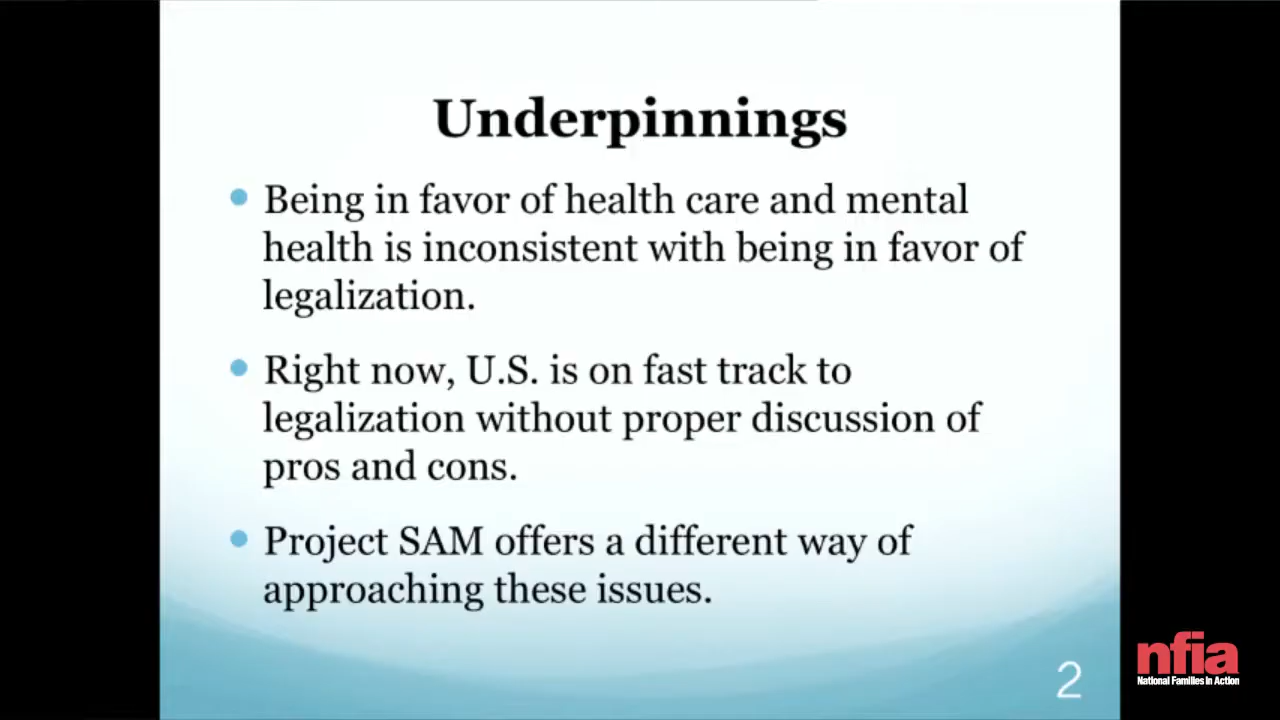 Underpinnings
Being in favor of health care and mental
health is inconsistent with being in favor of
legalization.
Right now, U.S. is on fast track to
legalization without proper discussion of
pros and cons.
Project SAM offers a different way of
approaching these issues.
2
nfia
National Families In Action